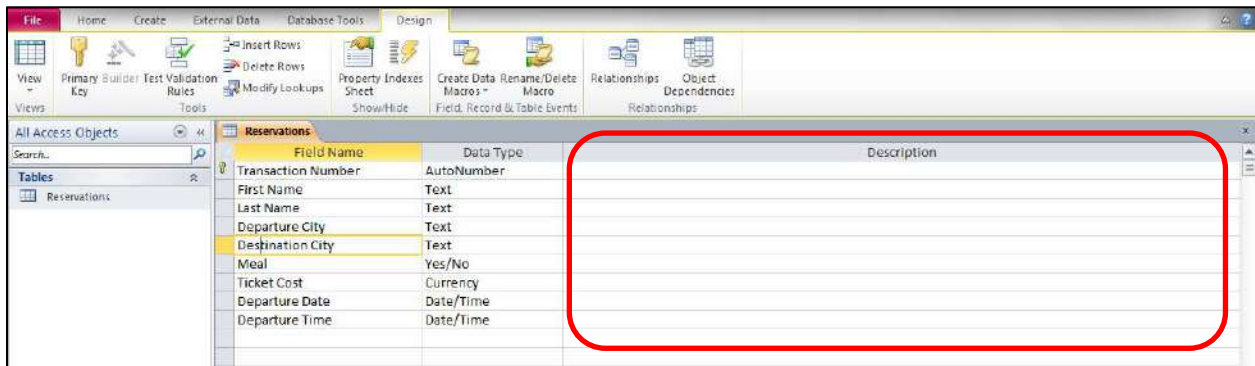 File Home Create External Data Database Tools Design
View
Primary Key
Builder
Test Validation Rules
Insert Rows
Delete Rows
Modify Lookups
Property Sheet
Indexes
Create Data Macros
Rename/Delete Macro
Relationships
Object Dependencies
Views Tools Show/Hide Field, Record & Table Events Relationships
All Access Objects Reservations
Search...
Tables
Reservations
Field Name Data Type Description
Transaction Number AutoNumber
First Name Text
Last Name Text
Departure City Text
Destination City Text
Meal Yes/No
Ticket Cost Currency
Departure Date Date/Time
Departure Time Date/Time